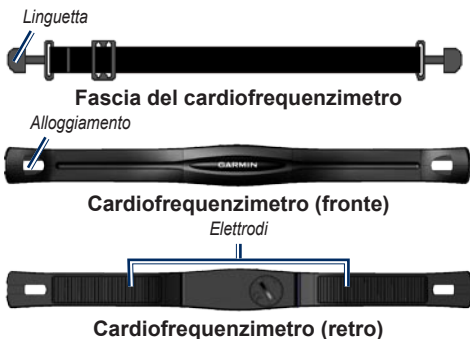 Linguetta
Fascia del cardiofrequenzimetro
Alloggiamento
GARMIN
Cardiofrequenzimetro (fronte)
Elettrodi
Cardiofrequenzimetro (retro)